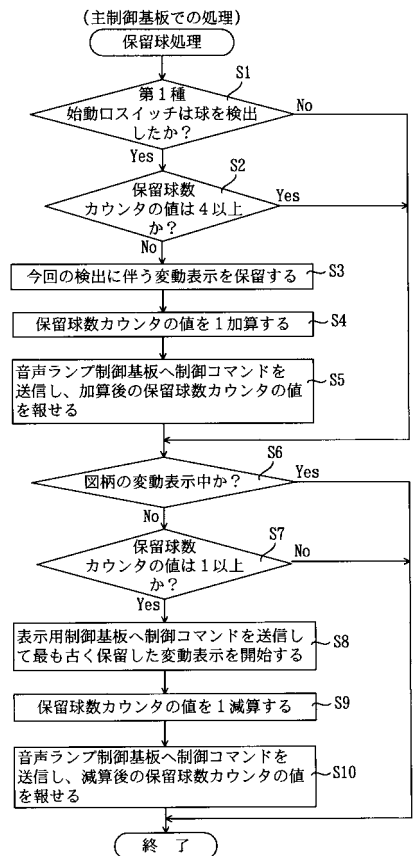 (主制御基板での処理)
保留球処理
S1
第1種
始動口スイッチは球を検出
したか?
No
Yes
S2
保留球数
カウンタの値は4以上
か?
Yes
No
今回の検出に伴う変動表示を保留する
S3
保留球数カウンタの値を1加算する
S4
音声ランプ制御基板へ制御コマンドを
送信し、加算後の保留球数カウンタの値
を報せる
S5
S6
図柄の変動表示中か?
Yes
No
S7
保留球数
カウンタの値は1以上
か?
No
Yes
表示用制御基板へ制御コマンドを送信し
て最も古く保留した変動表示を開始する
S8
保留球数カウンタの値を1減算する
S9
音声ランプ制御基板へ制御コマンドを
送信し、減算後の保留球数カウンタの値
を報せる
S10
終 了